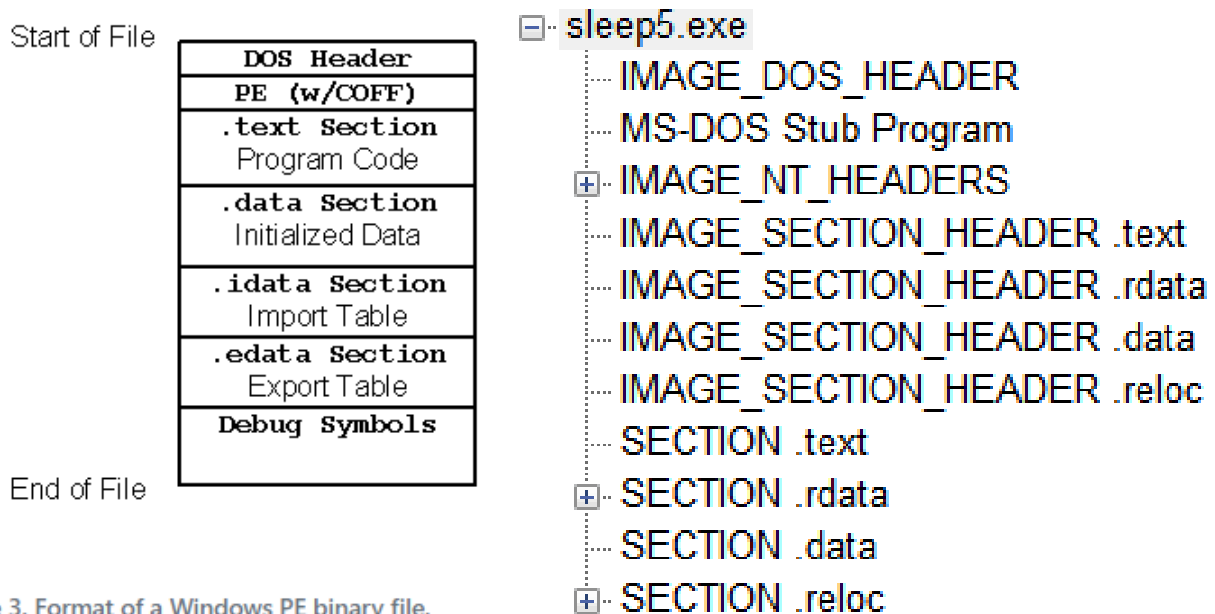 Start of File
DOS Header
PE (w/COFF)
.text Section
Program Code
.data Section
Initialized Data
.idata Section
Import Table
.edata Section
Export Table
Debug Symbols
End of File
3. Format of a Windows PE binary file.
sleep5.exe
IMAGE_DOS_HEADER
MS-DOS Stub Program
IMAGE_NT_HEADERS
IMAGE_SECTION_HEADER .text
IMAGE_SECTION_HEADER .rdata
IMAGE_SECTION_HEADER .data
IMAGE_SECTION_HEADER .reloc
SECTION .text
SECTION .rdata
SECTION .data
SECTION .reloc